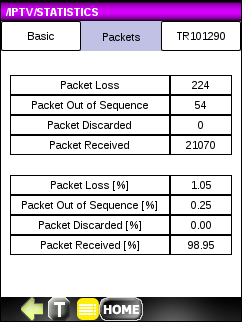 /IPTV/STATISTICS
Basic Packets TR101290
Packet Loss 224
Packet Out of Sequence 54
Packet Discarded 0
Packet Received 21070
Packet Loss [%] 1.05
Packet Out of Sequence [%] 0.25
Packet Discarded [%] 0.00
Packet Received [%] 98.95
T HOME